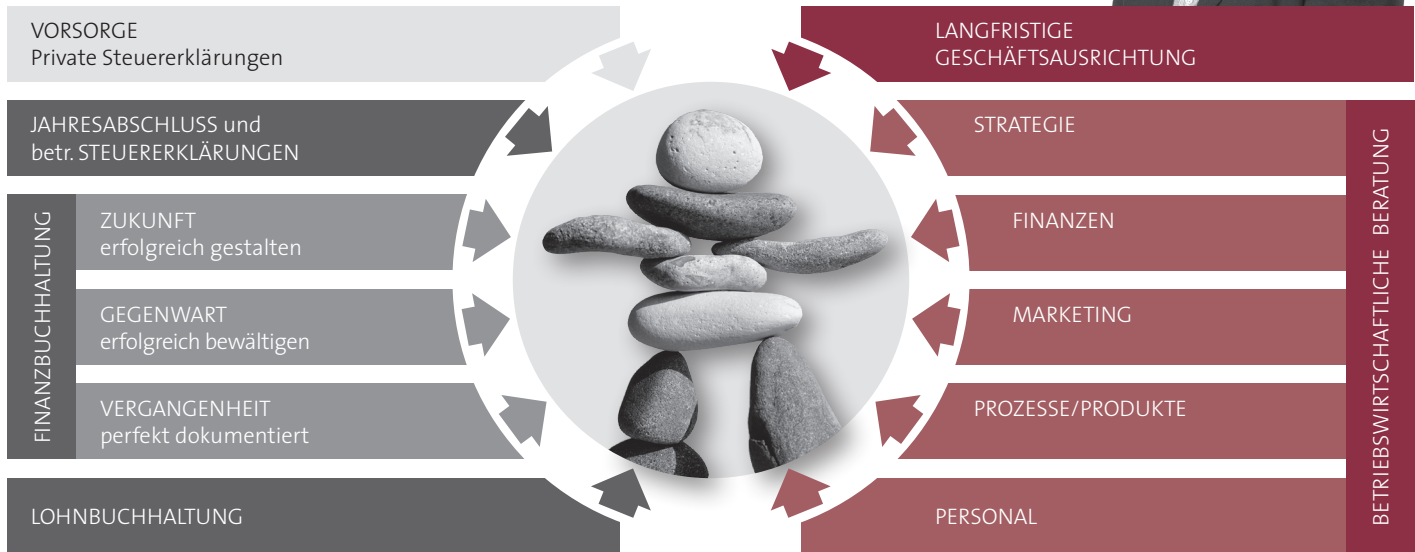 VORSORGE
Private Steuererklärungen
JAHRESABSCHLUSS und
betr. STEUERERKLÄRUNGEN
FINANZBUCHHALTUNG
ZUKUNFT
erfolgreich gestalten
GEGENWART
erfolgreich bewältigen
VERGANGENHEIT
perfekt dokumentiert
LOHNBUCHHALTUNG
LANGFRISTIGE
GESCHÄFTSAUSRICHTUNG
STRATEGIE
FINANZEN
MARKETING
PROZESSE/PRODUKTE
PERSONAL
BETRIEBSWIRTSCHAFTLICHE BERATUNG